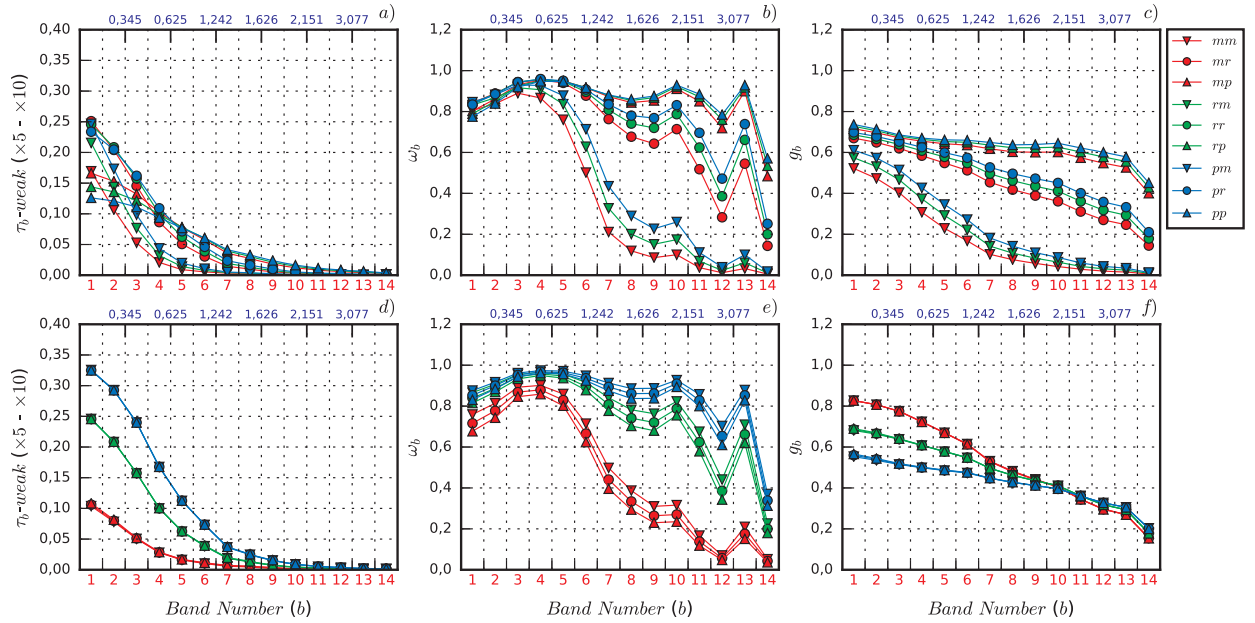 0,345 0,625 1,242 1,626 2,151 3,077 a)
0,345 0,625 1,242 1,626 2,151 3,077 b)
0,345 0,625 1,242 1,626 2,151 3,077 c)
τb-weak (×5 - ×10)
0,40
0,35
0,30
0,25
0,20
0,15
0,10
0,05
0,00
1 2 3 4 5 6 7 8 9 10 11 12 13 14
ωb
1.2
1.0
0.8
0.6
0.4
0.2
0.0
1 2 3 4 5 6 7 8 9 10 11 12 13 14
gb
1,2
1,0
0,8
0,6
0,4
0,2
0,0
1 2 3 4 5 6 7 8 9 10 11 12 13 14
mm
mr
mp
rm
rr
rp
pm
pr
pp
0,345 0,625 1,242 1,626 2,151 3,077 d)
0,345 0,625 1,242 1,626 2,151 3,077 e)
0,345 0,625 1,242 1,626 2,151 3,077 f)
τb-weak (×5 - ×10)
0,40
0,35
0,30
0,25
0,20
0,15
0,10
0,05
0,00
1 2 3 4 5 6 7 8 9 10 11 12 13 14
Band Number (b)
ωb
1.2
1.0
0.8
0.6
0.4
0.2
0.0
1 2 3 4 5 6 7 8 9 10 11 12 13 14
Band Number (b)
gb
1,2
1,0
0,8
0,6
0,4
0,2
0,0
1 2 3 4 5 6 7 8 9 10 11 12 13 14
Band Number (b)